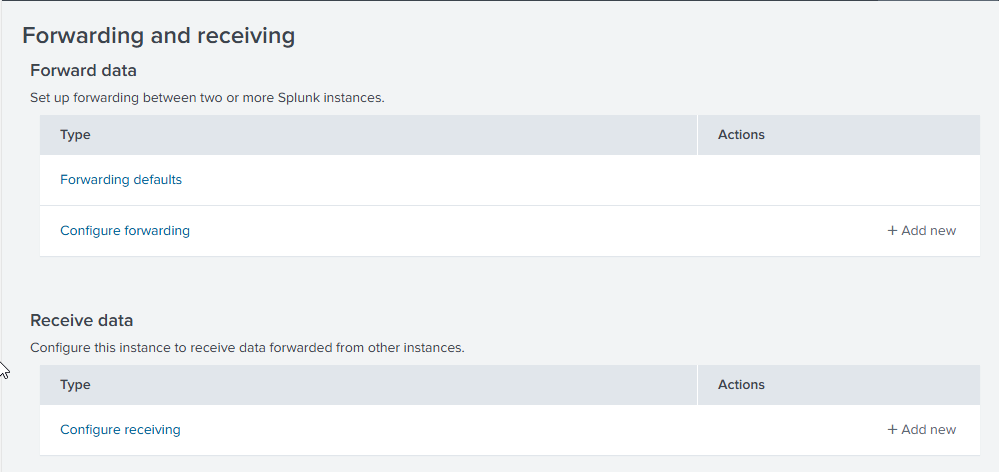 Forwarding and receiving
Forward data
Set up forwarding between two or more Splunk instances.
Type Actions
Forwarding defaults
Configure forwarding + Add new
Receive data
Configure this instance to receive data forwarded from other instances.
Type Actions
Configure receiving + Add new